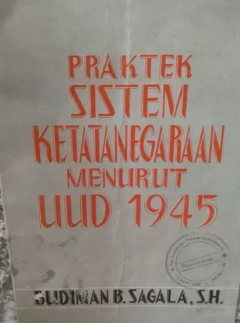 PRAKTEK
SISTEM
KETATANEGARAAN
MENURUT
UUD 1945
BUDIMAN B. SAGALA, S.H.